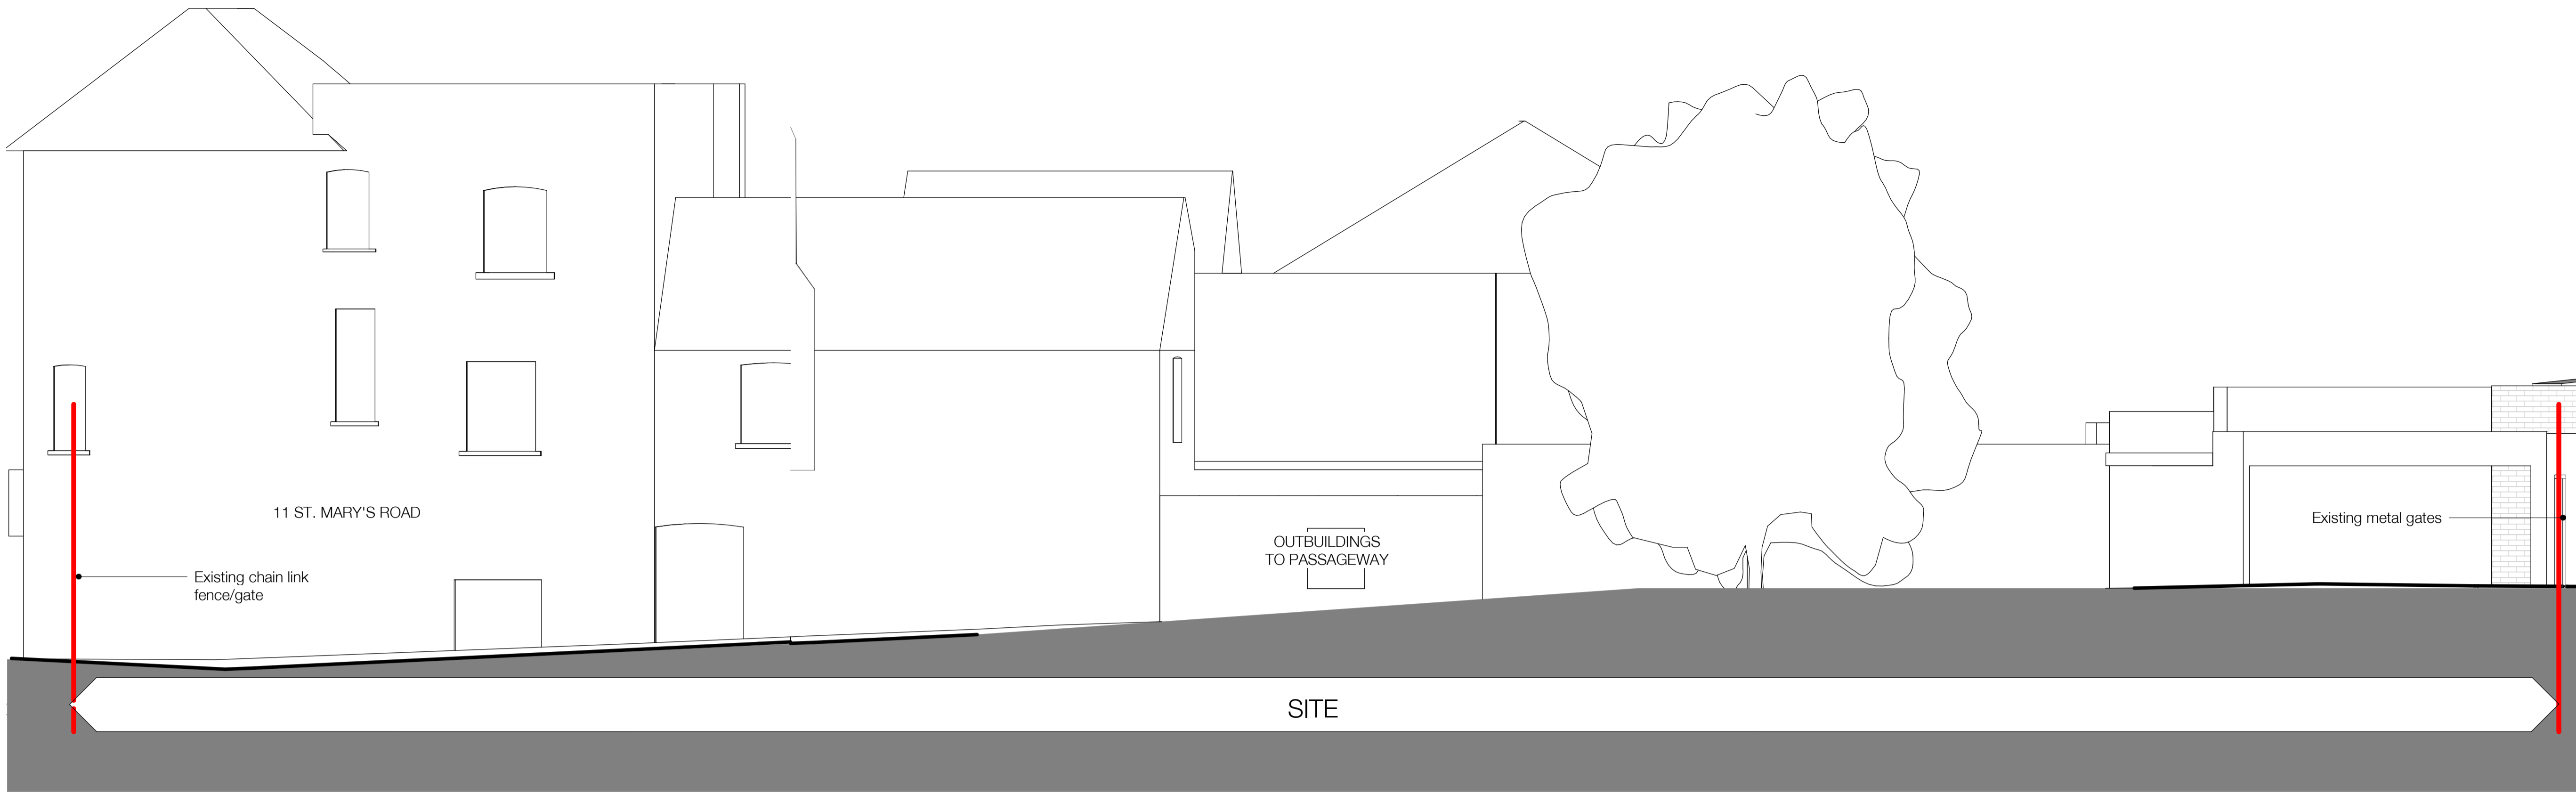 11 ST. MARY'S ROAD
Existing chain link
fence/gate
OUTBUILDINGS
TO PASSAGEWAY
Existing metal gates
SITE